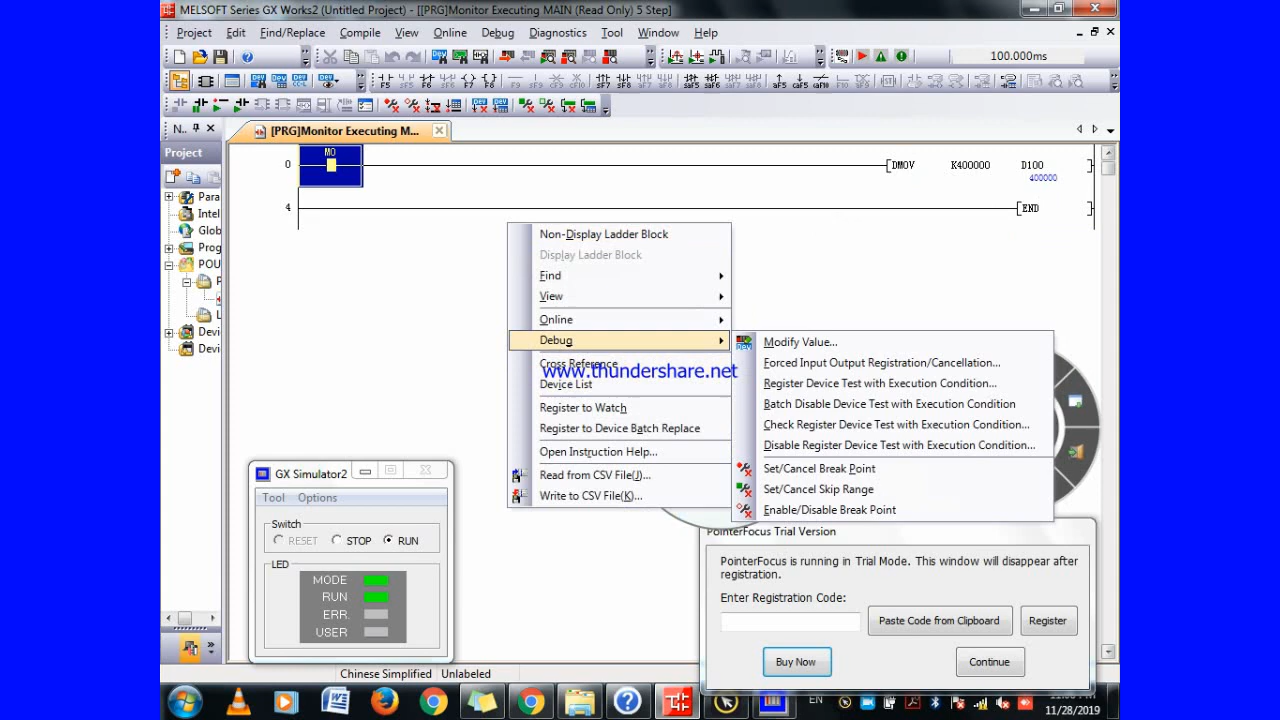 MELSOFT Series GX Works2 (Untitled Project) - [[PRG]Monitor Executing MAIN (Read Only) 5 Step]
Project Edit Find/Replace Compile View Online Debug Diagnostics Tool Window Help
100.000ms
N..
[PRG]Monitor Executing M...
Project
Para
Intel
Glob
Prog
POU
P
L
Devi
Devi
M0
0
DMOV K400000 D100
400000
4
END
Non-Display Ladder Block
Display Ladder Block
Find
View
Online
Debug
Cross Reference...
Device List
Register to Watch
Register to Device Batch Replace
Open Instruction Help...
Read from CSV File(J)...
Write to CSV File(K)...
www.thundershare.net
Modify Value...
Forced Input Output Registration/Cancellation...
Register Device Test with Execution Condition...
Batch Disable Device Test with Execution Condition
Check Register Device Test with Execution Condition...
Disable Register Device Test with Execution Condition...
Set/Cancel Break Point
Set/Cancel Skip Range
Enable/Disable Break Point
GX Simulator2
Tool Options
Switch
RESET STOP RUN
LED
MODE
RUN
ERR.
USER
PointerFocus Trial Version
PointerFocus is running in Trial Mode. This window will disappear after
registration.
Enter Registration Code:
Paste Code from Clipboard
Register
Buy Now
Continue
Chinese Simplified Unlabeled
EN
11/28/2019